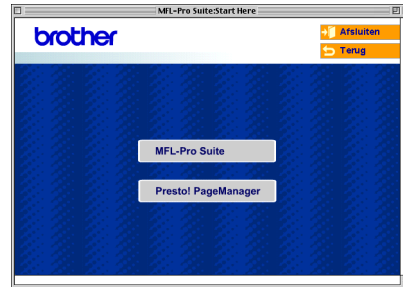 MFL-Pro Suite:Start Here
brother
Afsluiten
Terug
MFL-Pro Suite
Presto! PageManager